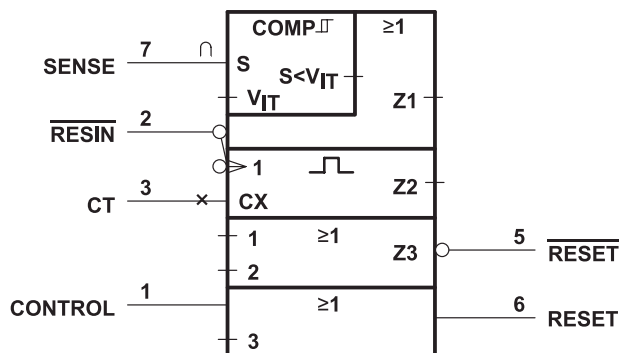 COMP ≥1
7 ∩
SENSE S
S<VIT
VIT Z1
2
RESIN
1
3 Z2
CT × CX
1 ≥1 5
Z3 RESET
2
1
CONTROL ≥1 6
RESET
3